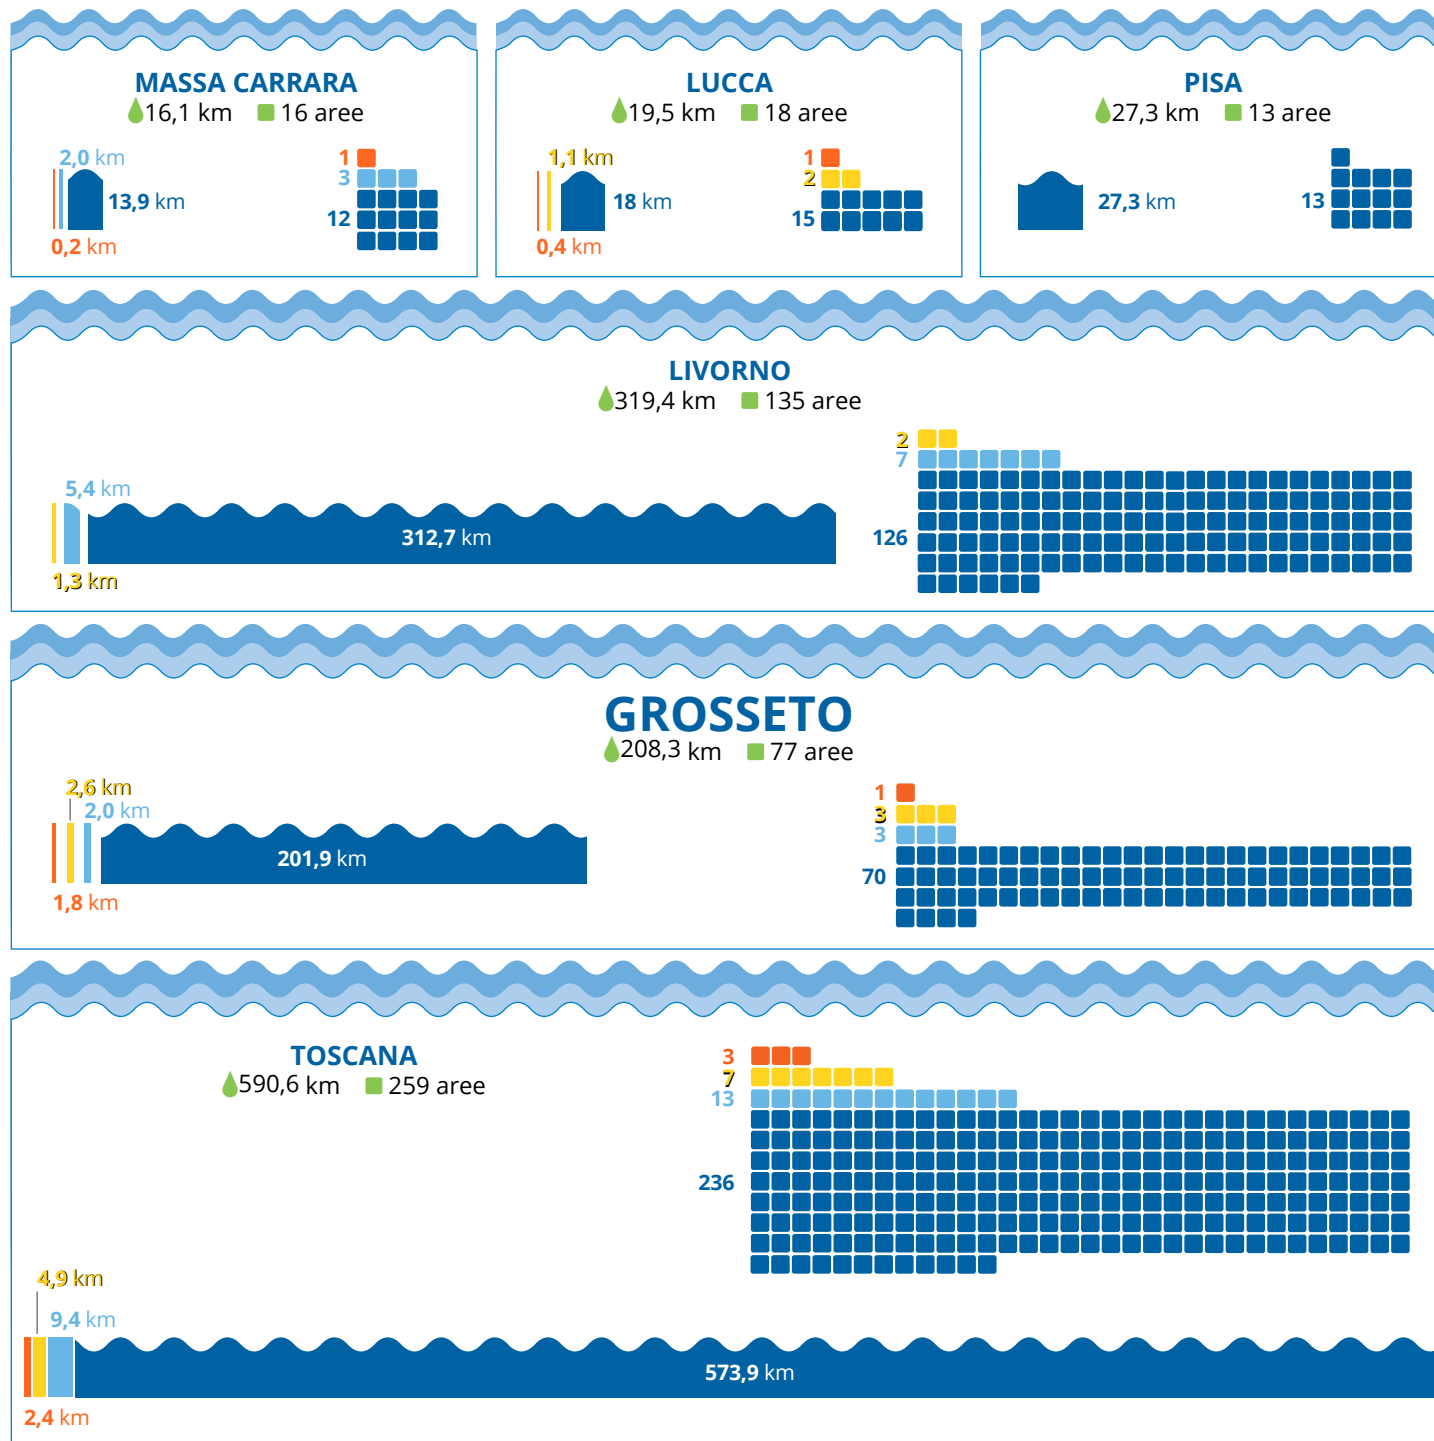 MASSA CARRARA
16,1 km 16 aree
2,0 km
13,9 km
0,2 km
1
3
12
LUCCA
19,5 km 18 aree
1,1 km
18 km
0,4 km
1
2
15
PISA
27,3 km 13 aree
27,3 km
13
LIVORNO
319,4 km 135 aree
5,4 km
312,7 km
1,3 km
2
7
126
GROSSETO
208,3 km 77 aree
2,6 km
2,0 km
201,9 km
1,8 km
1
3
3
70
TOSCANA
590,6 km 259 aree
3
7
13
236
4,9 km
9,4 km
573,9 km
2,4 km